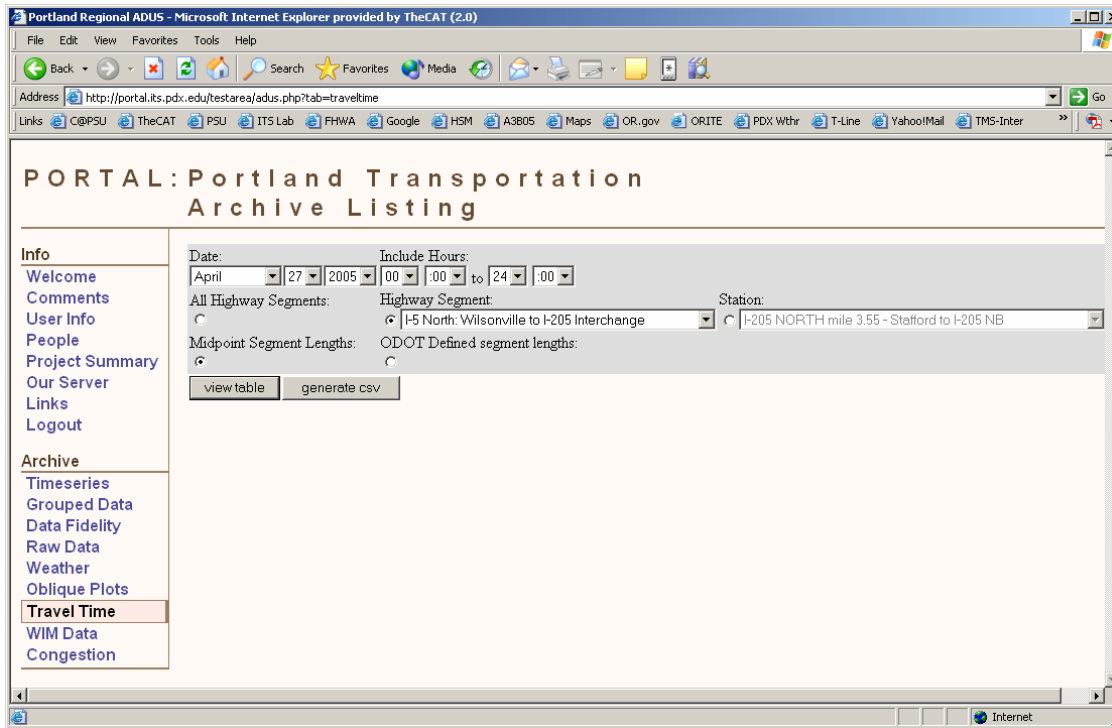 Portland Regional ADUS - Microsoft Internet Explorer provided by TheCAT (2.0)
File Edit View Favorites Tools Help
Back Search Favorites Media
Address http://portal.its.pdx.edu/testarea/adus.php?tab=traveltime Go
Links C@PSU TheCAT PSU ITS Lab FHWA Google HSM A3B05 Maps OR.gov ORITE PDX Wthr T-Line Yahoo!Mail TMS-Inter »
PORTAL: Portland Transportation
Archive Listing
Info
Welcome
Comments
User Info
People
Project Summary
Our Server
Links
Logout
Archive
Timeseries
Grouped Data
Data Fidelity
Raw Data
Weather
Oblique Plots
Travel Time
WIM Data
Congestion
Date: Include Hours:
April 27 2005 00 :00 to 24 :00
All Highway Segments: Highway Segment: Station:
I-5 North: Wilsonville to I-205 Interchange I-205 NORTH mile 3.55 - Stafford to I-205 NB
Midpoint Segment Lengths: ODOT Defined segment lengths:
view table generate csv
Internet